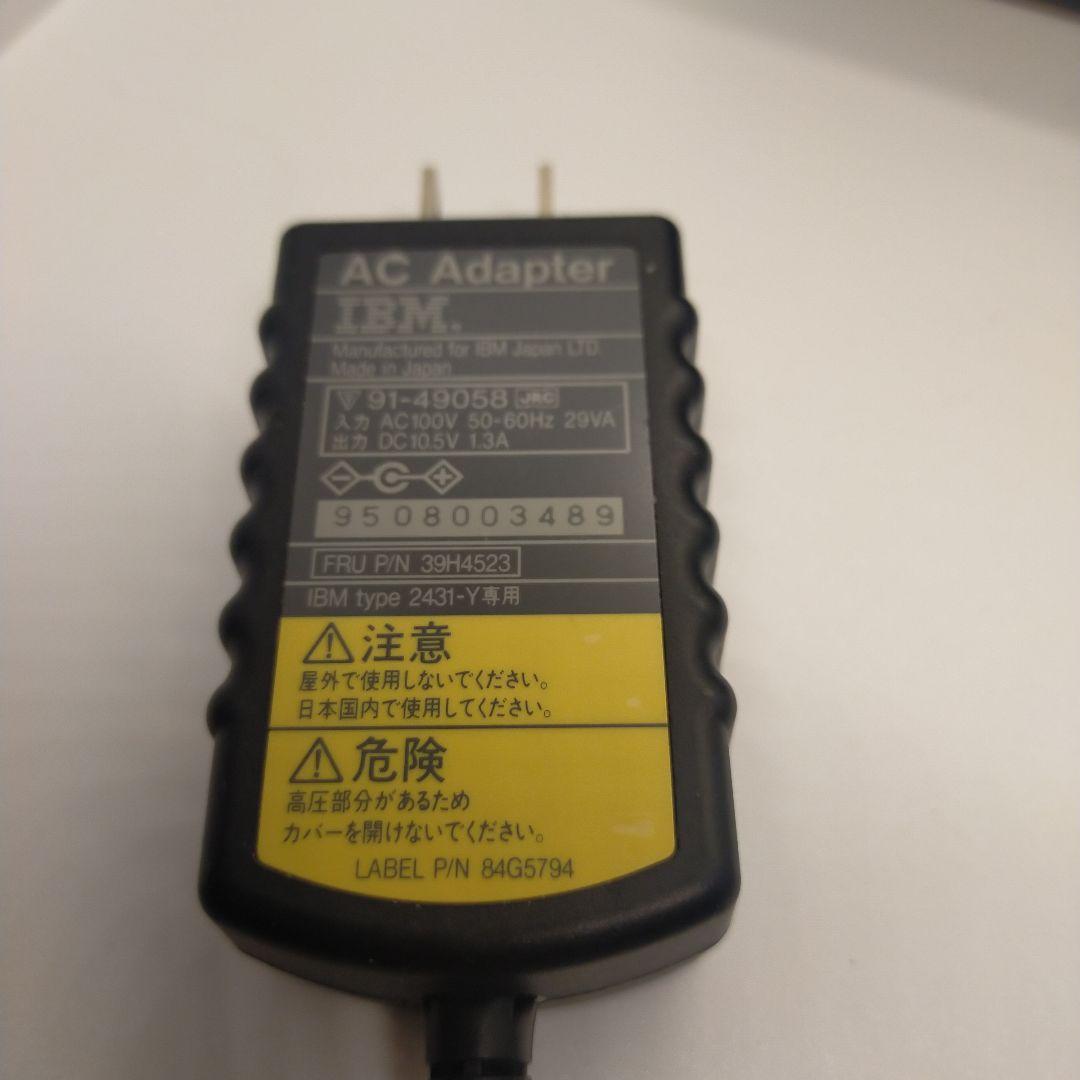 AC Adapter
IBM.
Manufactured for IBM Japan LTD.
Made in Japan
91-49058 JRC
入力 AC100V 50-60Hz 29VA
出力 DC10.5V 1.3A
9508003489
FRU P/N 39H4523
IBM type 2431-Y専用
注意
屋外で使用しないでください。
日本国内で使用してください。
危険
高圧部分があるため
カバーを開けないでください。
LABEL P/N 84G5794